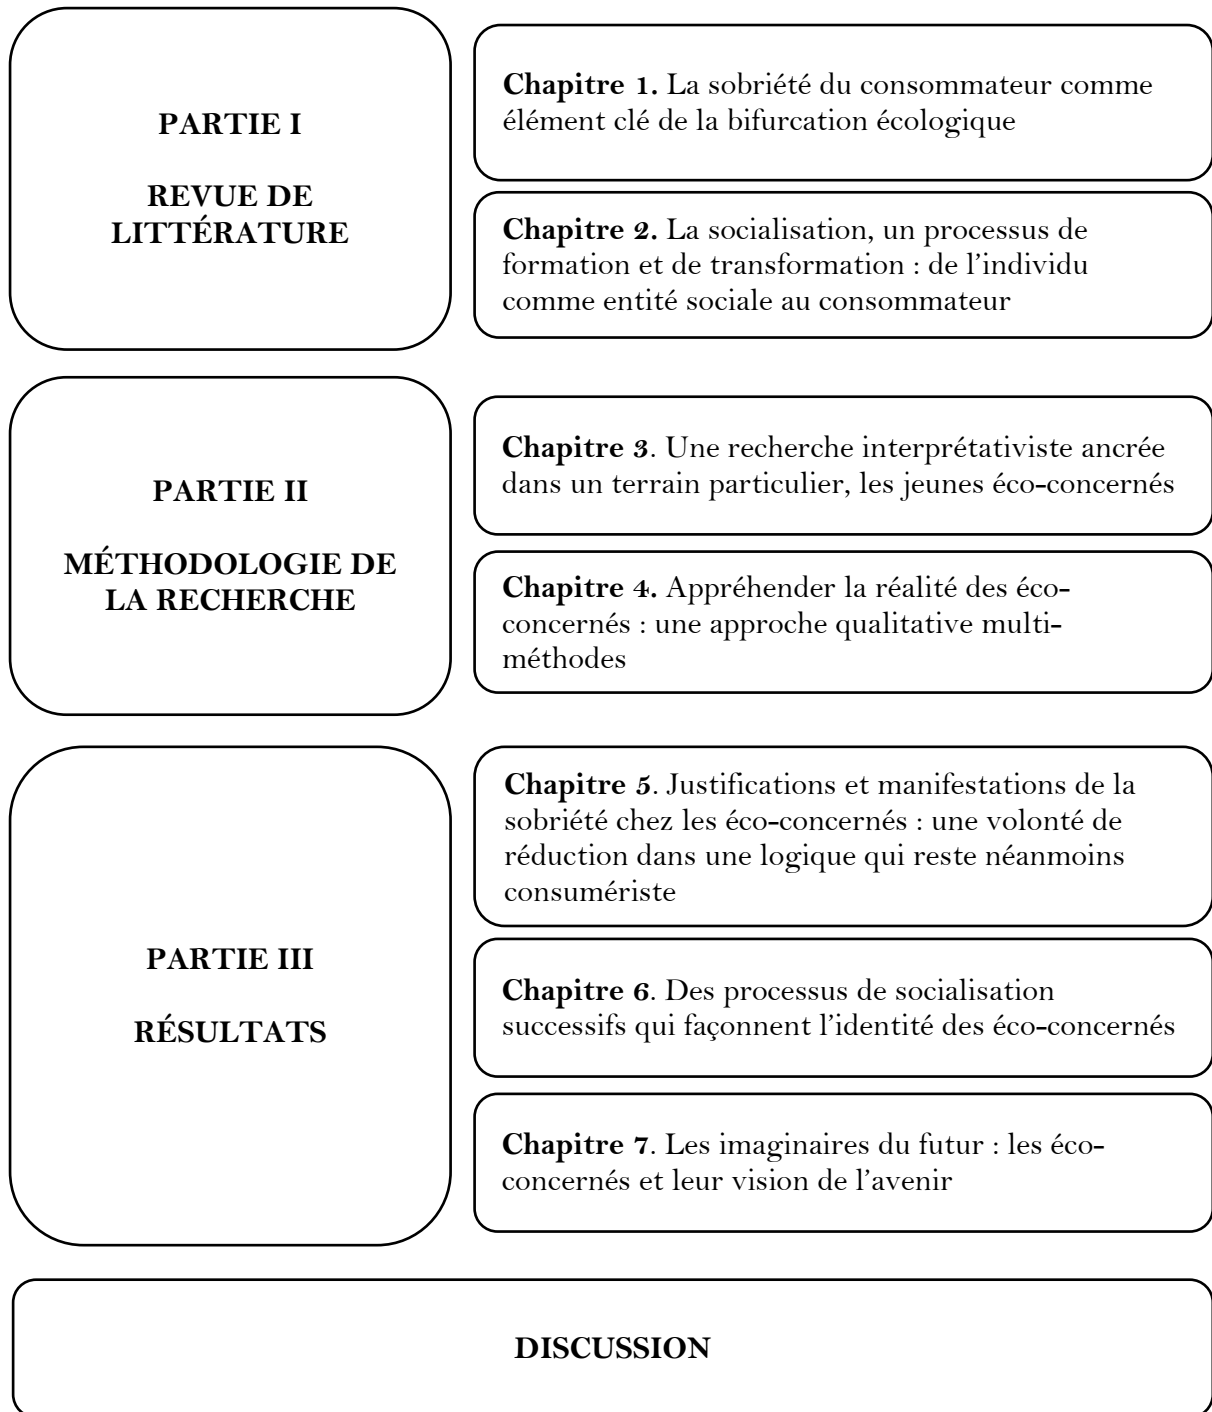 PARTIE I
REVUE DE
LITTÉRATURE
Chapitre 1. La sobriété du consommateur comme
élément clé de la bifurcation écologique
Chapitre 2. La socialisation, un processus de
formation et de transformation : de l’individu
comme entité sociale au consommateur
PARTIE II
MÉTHODOLOGIE DE
LA RECHERCHE
Chapitre 3. Une recherche interprétativiste ancrée
dans un terrain particulier, les jeunes éco-concernés
Chapitre 4. Appréhender la réalité des éco-
concernés : une approche qualitative multi-
méthodes
PARTIE III
RÉSULTATS
Chapitre 5. Justifications et manifestations de la
sobriété chez les éco-concernés : une volonté de
réduction dans une logique qui reste néanmoins
consumériste
Chapitre 6. Des processus de socialisation
successifs qui façonnent l’identité des éco-concernés
Chapitre 7. Les imaginaires du futur : les éco-
concernés et leur vision de l’avenir
DISCUSSION